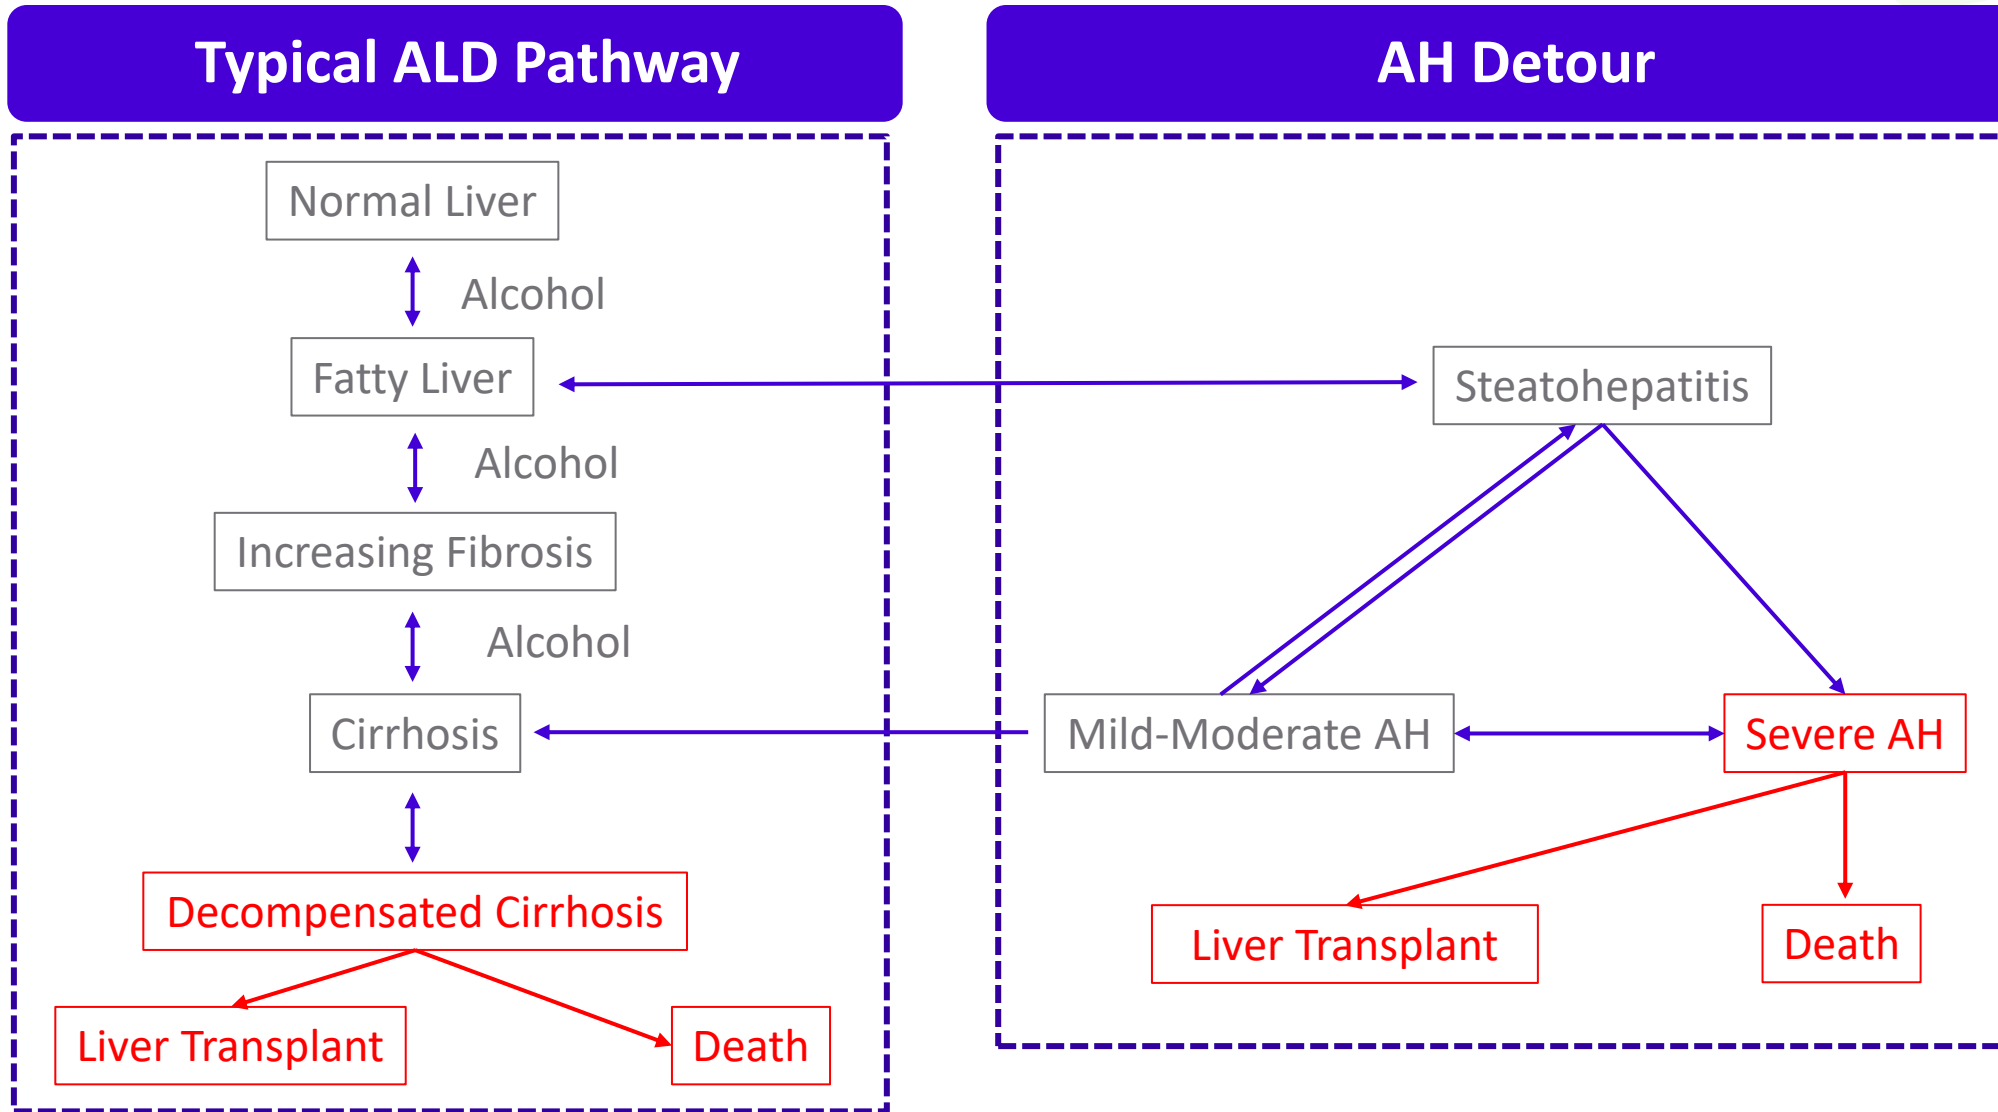 Typical ALD Pathway
Normal Liver
Alcohol
Fatty Liver
Alcohol
Increasing Fibrosis
Alcohol
Cirrhosis
Decompensated Cirrhosis
Liver Transplant
Death
AH Detour
Steatohepatitis
Mild-Moderate AH
Severe AH
Liver Transplant
Death